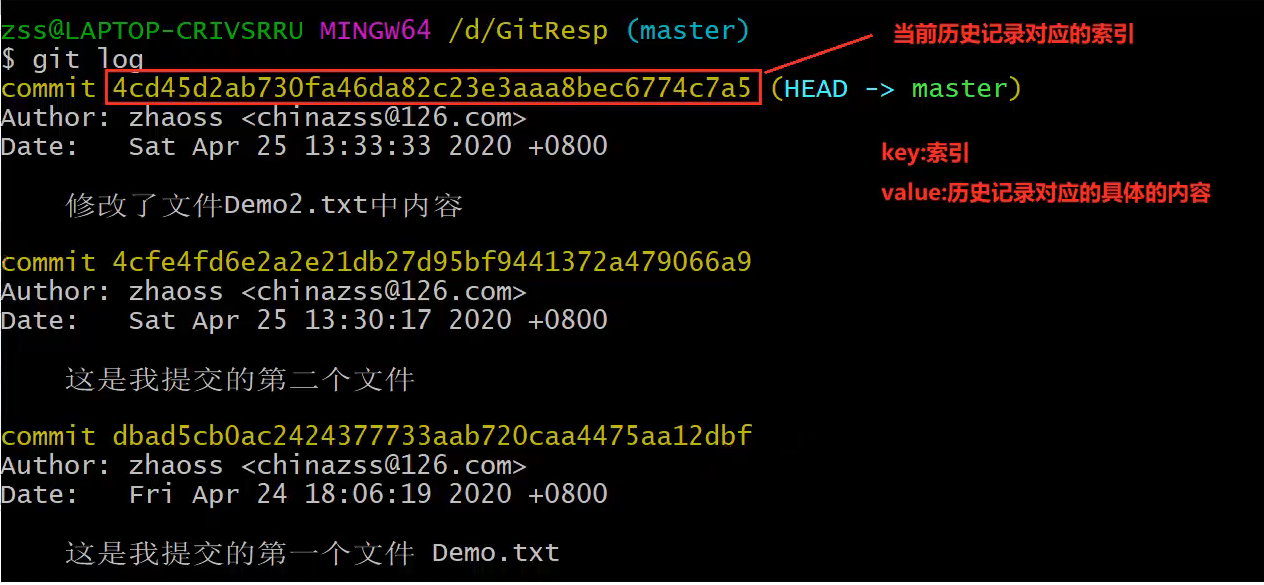 zss@LAPTOP-CRIVSRRU MINGW64 /d/GitResp (master)
当前历史记录对应的索引
$ git log
commit 4cd45d2ab730fa46da82c23e3aaa8bec6774c7a5 (HEAD -> master)
Author: zhaoss <chinazss@126.com>
Date:   Sat Apr 25 13:33:33 2020 +0800
key:索引
value:历史记录对应的具体的内容
修改了文件Demo2.txt中内容
commit 4cfe4fd6e2a2e21db27d95bf9441372a479066a9
Author: zhaoss <chinazss@126.com>
Date:   Sat Apr 25 13:30:17 2020 +0800
这是我提交的第二个文件
commit dbad5cb0ac2424377733aab720caa4475aa12dbf
Author: zhaoss <chinazss@126.com>
Date:   Fri Apr 24 18:06:19 2020 +0800
这是我提交的第一个文件 Demo.txt